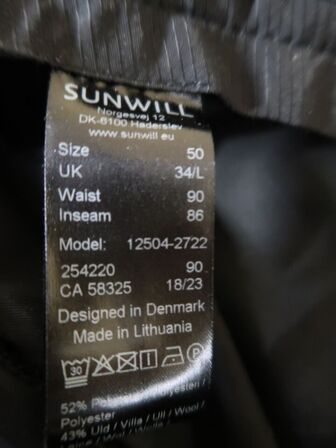 SUNWILL
Norgesvej 12
DK-6100 Haderslev
www.sunwill.eu
Size 50
UK 34/L
Waist 90
Inseam 86
Model: 12504-2722
254220 90
CA 58325 18/23
Designed in Denmark
Made in Lithuania
30
52% /
Polyester
43% Uld / Villa / Ull / Wool /